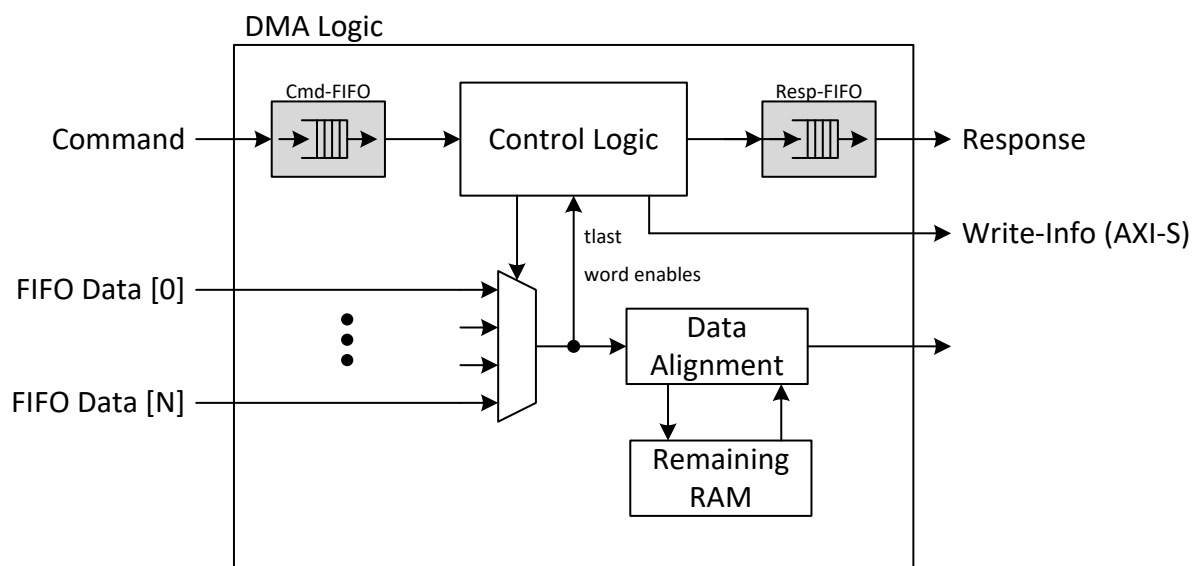 DMA Logic
Cmd-FIFO
Resp-FIFO
Command
Control Logic
Response
tlast
Write-Info (AXI-S)
word enables
FIFO Data [0]
Data
Alignment
FIFO Data [N]
Remaining
RAM